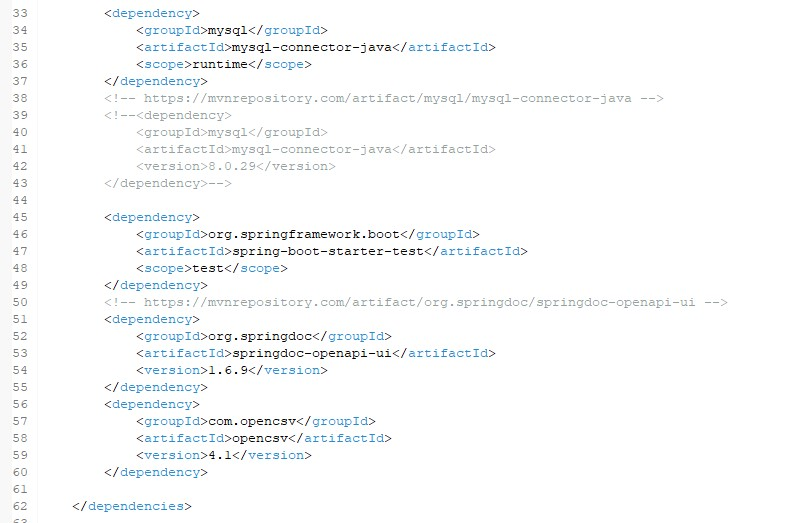 33 <dependency>
34 <groupId>mysql</groupId>
35 <artifactId>mysql-connector-java</artifactId>
36 <scope>runtime</scope>
37 </dependency>
38 <!-- https://mvnrepository.com/artifact/mysql/mysql-connector-java -->
39 <!--<dependency>
40 <groupId>mysql</groupId>
41 <artifactId>mysql-connector-java</artifactId>
42 <version>8.0.29</version>
43 </dependency>-->
44
45 <dependency>
46 <groupId>org.springframework.boot</groupId>
47 <artifactId>spring-boot-starter-test</artifactId>
48 <scope>test</scope>
49 </dependency>
50 <!-- https://mvnrepository.com/artifact/org.springdoc/springdoc-openapi-ui -->
51 <dependency>
52 <groupId>org.springdoc</groupId>
53 <artifactId>springdoc-openapi-ui</artifactId>
54 <version>1.6.9</version>
55 </dependency>
56 <dependency>
57 <groupId>com.opencsv</groupId>
58 <artifactId>opencsv</artifactId>
59 <version>4.1</version>
60 </dependency>
61
62 </dependencies>
63